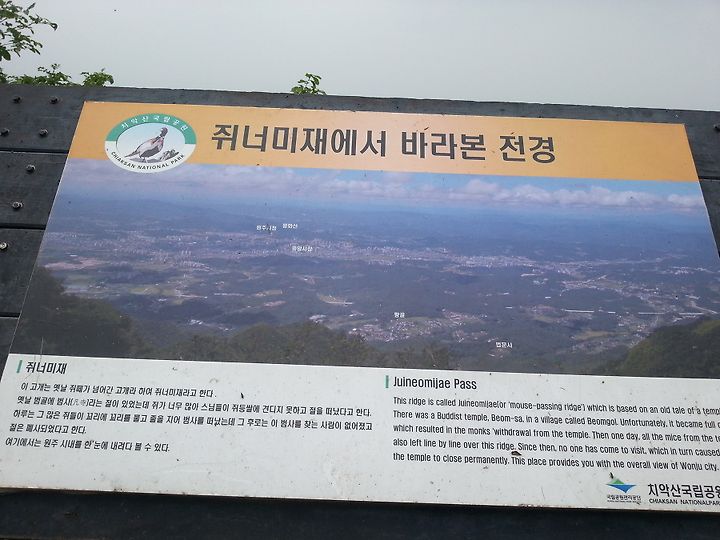 치악산국립공원
CHIAKSAN NATIONAL PARK
쥐너미재에서 바라본 전경
원주시청 봉화산
중앙시장
황골
범문사
쥐너미재
이 고개는 옛날 쥐떼가 넘어간 고개라 하여 쥐너미재라고 한다.
옛날 범골에 범사(凡寺)라는 절이 있었는데 쥐가 너무 많아 스님들이 쥐등쌀에 견디지 못하고 절을 떠났다고 한다.
하루는 그 많은 쥐들이 꼬리에 꼬리를 물고 줄을 지어 범사를 떠났는데 그 후로는 이 범사를 찾는 사람이 없어졌고
절은 폐사되었다고 한다.
여기에서는 원주 시내를 한 눈에 내려다 볼 수 있다.
Juineomijae Pass
This ridge is called Juineomijae(or 'mouse-passing ridge') which is based on an old tale of a temp
There was a Buddist temple, Beom-sa, in a village called Beomgol. Unfortunately, it became full o
which resulted in the monks 'withdrawal from the temple. Then one day, all the mice from the te
also left line by line over this ridge. Since then, no one has come to visit, which in turn caused
the temple to close permanently. This place provides you with the overall view of Wonju city.
국립공원관리공단
치악산국립공원
CHIAKSAN NATIONALPARK